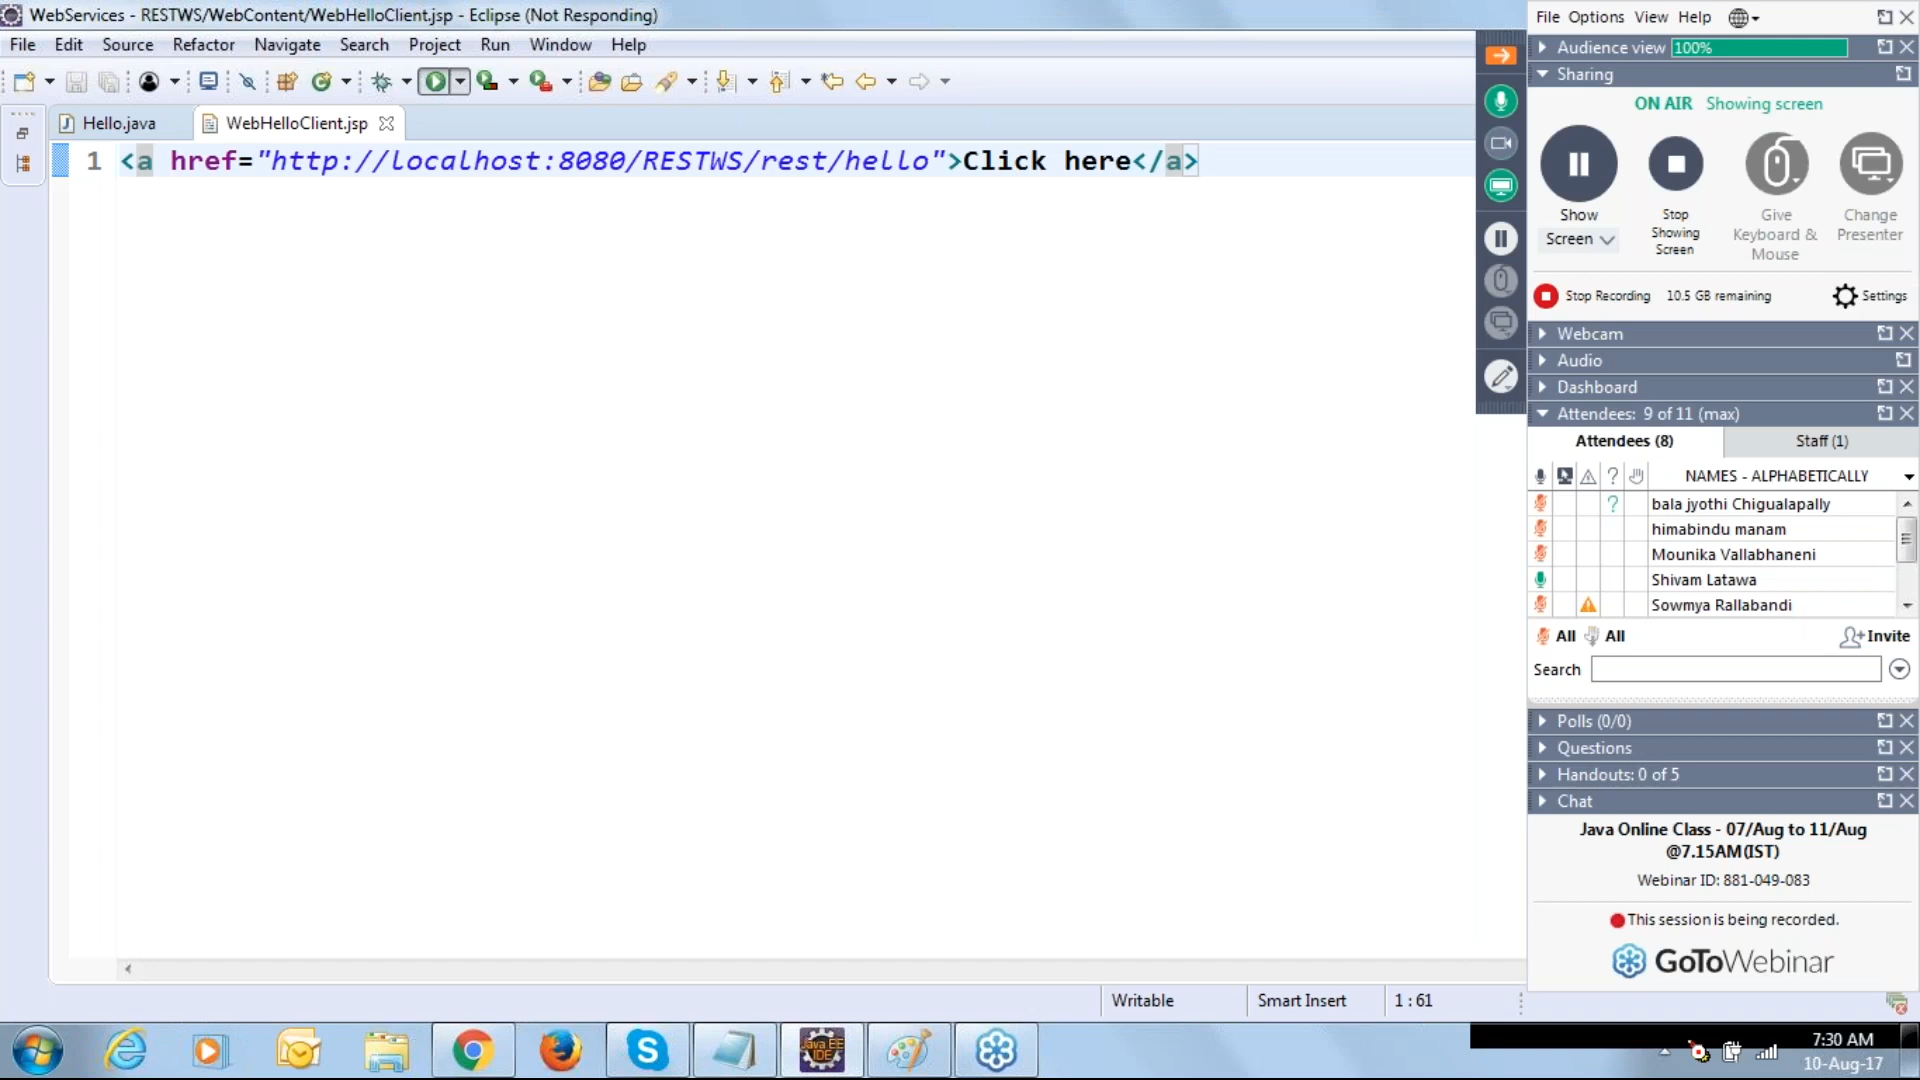 WebServices - RESTWS/WebContent/WebHelloClient.jsp - Eclipse (Not Responding)
File Edit Source Refactor Navigate Search Project Run Window Help
Hello.java
WebHelloClient.jsp
1 <a href="http://localhost:8080/RESTWS/rest/hello">Click here</a>
Writable
Smart Insert
1 : 61
File Options View Help
Audience view 100%
Sharing
ON AIR Showing screen
Show
Screen
Stop
Showing
Screen
Give
Keyboard &
Mouse
Change
Presenter
Stop Recording 10.5 GB remaining Settings
Webcam
Audio
Dashboard
Attendees: 9 of 11 (max)
Attendees (8) Staff (1)
? NAMES - ALPHABETICALLY
? bala jyothi Chigualapally
himabindu manam
Mounika Vallabhaneni
Shivam Latawa
Sowmya Rallabandi
All All Invite
Search
Polls (0/0)
Questions
Handouts: 0 of 5
Chat
Java Online Class - 07/Aug to 11/Aug
@7.15AM(IST)
Webinar ID: 881-049-083
This session is being recorded.
GoToWebinar
Java EE
IDE
7:30 AM
10-Aug-17